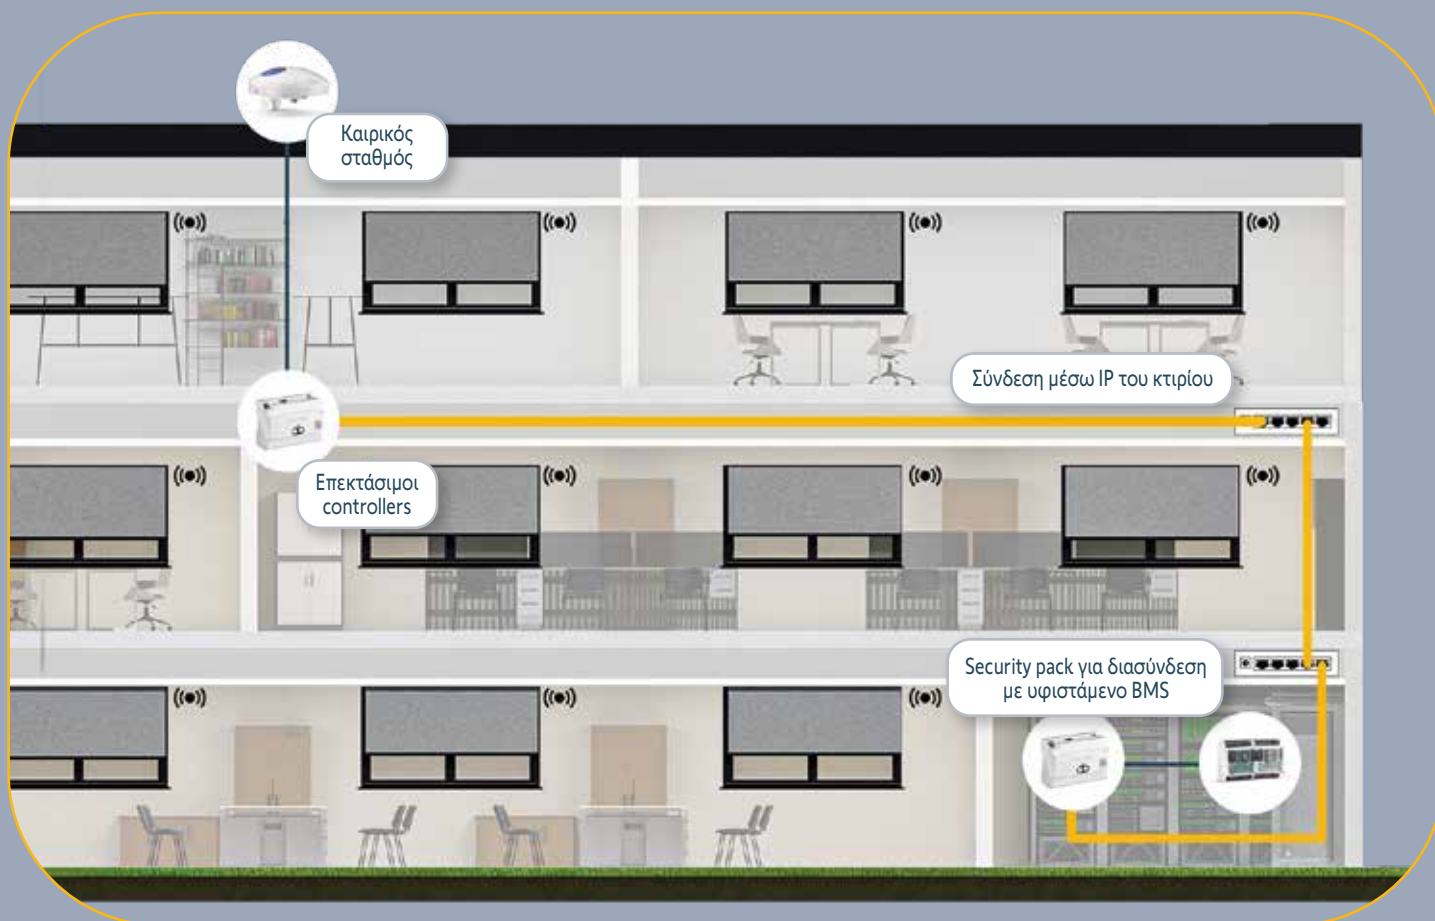 Καιρικός
σταθμός
Σύνδεση μέσω IP του κτιρίου
Επεκτάσιμοι
controllers
Security pack για διασύνδεση
με υφιστάμενο BMS